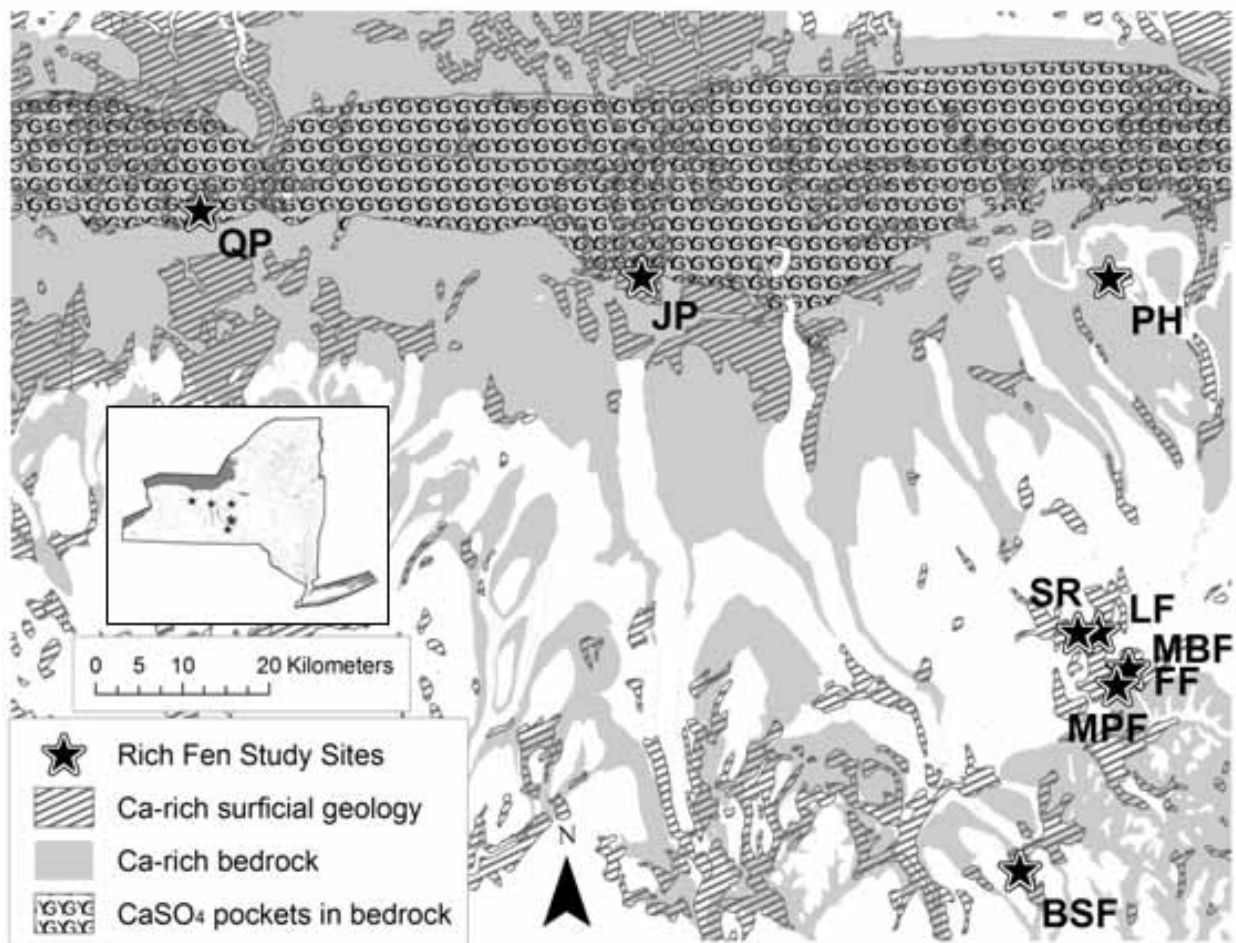 QP
JP
PH
SR
LF
MBF
FF
MPF
BSF
0 5 10 20 Kilometers
N
Rich Fen Study Sites
Ca-rich surficial geology
Ca-rich bedrock
CaSO₄ pockets in bedrock